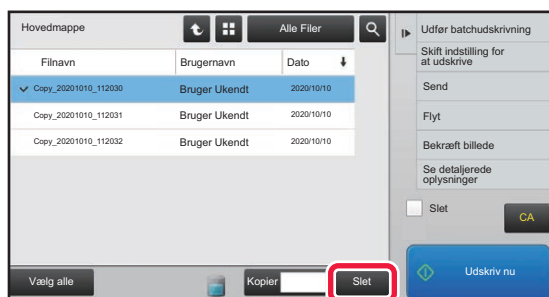 Hovedmappe
Alle Filer
Filnavn
Brugernavn
Dato
Copy_20201010_112030
Bruger Ukendt
2020/10/10
Copy_20201010_112031
Bruger Ukendt
2020/10/10
Copy_20201010_112032
Bruger Ukendt
2020/10/10
Vælg alle
Kopier
Slet
Udfør batchudskrivning
Skift indstilling for
at udskrive
Send
Flyt
Bekræft billede
Se detaljerede
oplysninger
Slet
CA
Udskriv nu